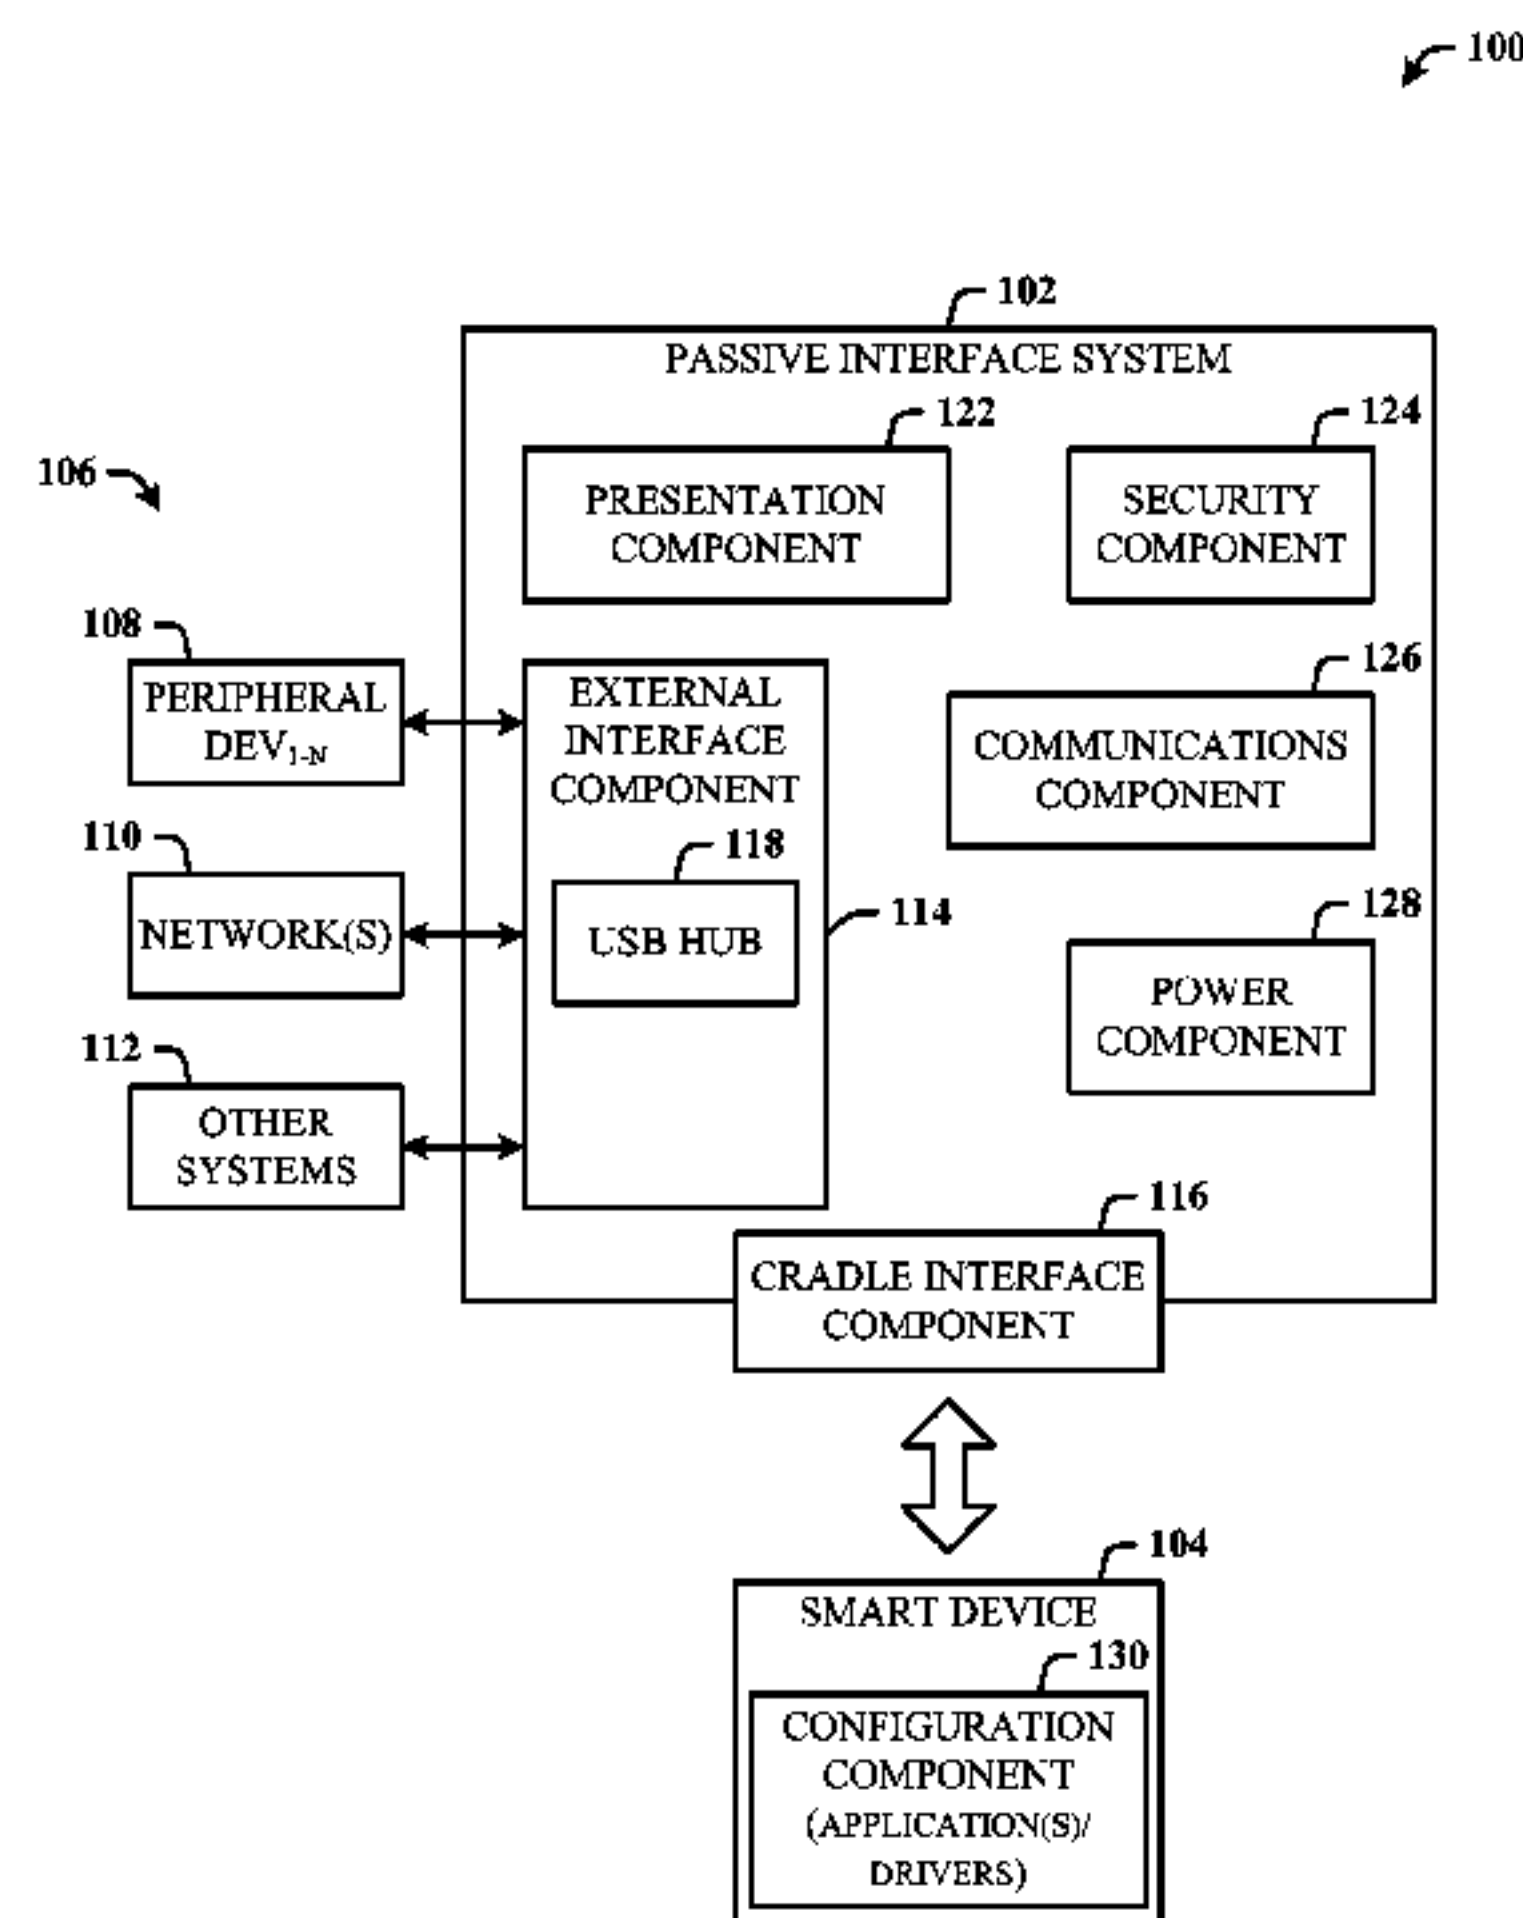 100
102
PASSIVE INTERFACE SYSTEM
122
124
106
PRESENTATION
COMPONENT
SECURITY
COMPONENT
108
PERIPHERAL
DEV1-N
EXTERNAL
INTERFACE
COMPONENT
126
COMMUNICATIONS
COMPONENT
110
NETWORK(S)
118
USB HUB
114
128
POWER
COMPONENT
112
OTHER
SYSTEMS
116
CRADLE INTERFACE
COMPONENT
104
SMART DEVICE
130
CONFIGURATION
COMPONENT
(APPLICATION(S)/
DRIVERS)